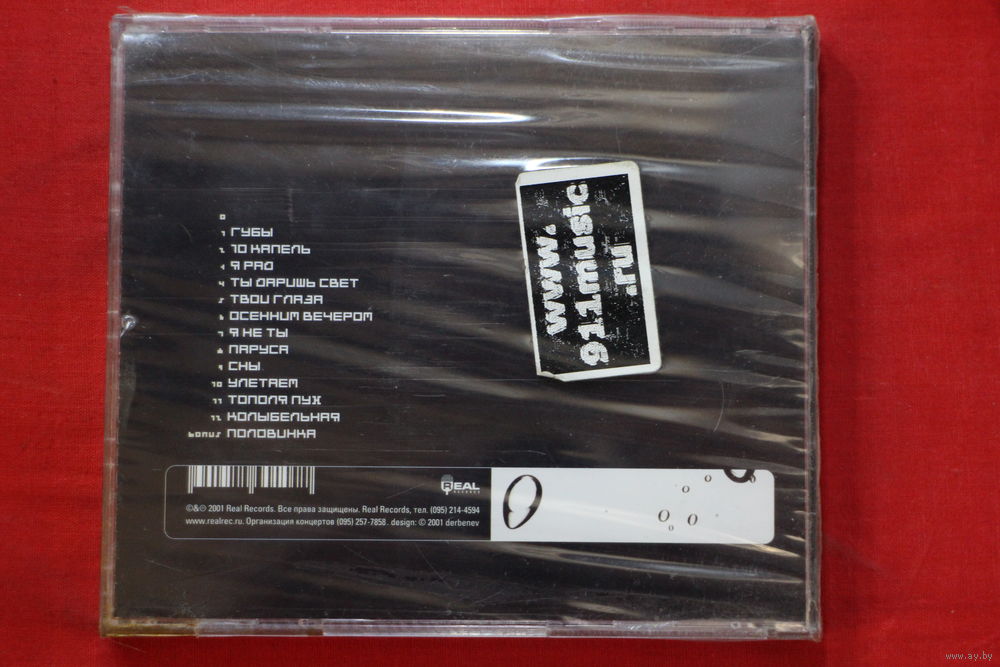 0
1 ГУБЫ
2 10 КАПЕЛЬ
3 Я РАД
4 ТЫ ДАРИШЬ СВЕТ
5 ТВОИ ГЛАЗА
6 ОСЕННИМ ВЕЧЕРОМ
7 Я НЕ ТЫ
8 ПАРУСА
9 СНЫ
10 УЛЕТАЕМ
11 ТОПОЛЯ ПУХ
12 КОЛЫБЕЛЬНАЯ
bonus ПОЛОВИНКА
www.
911music
.ru
REAL
RECORDS
©&℗ 2001 Real Records. Все права защищены. Real Records, тел. (095) 214-4594
www.realrec.ru. Организация концертов (095) 257-7858. design: © 2001 derbenev
www.ay.by